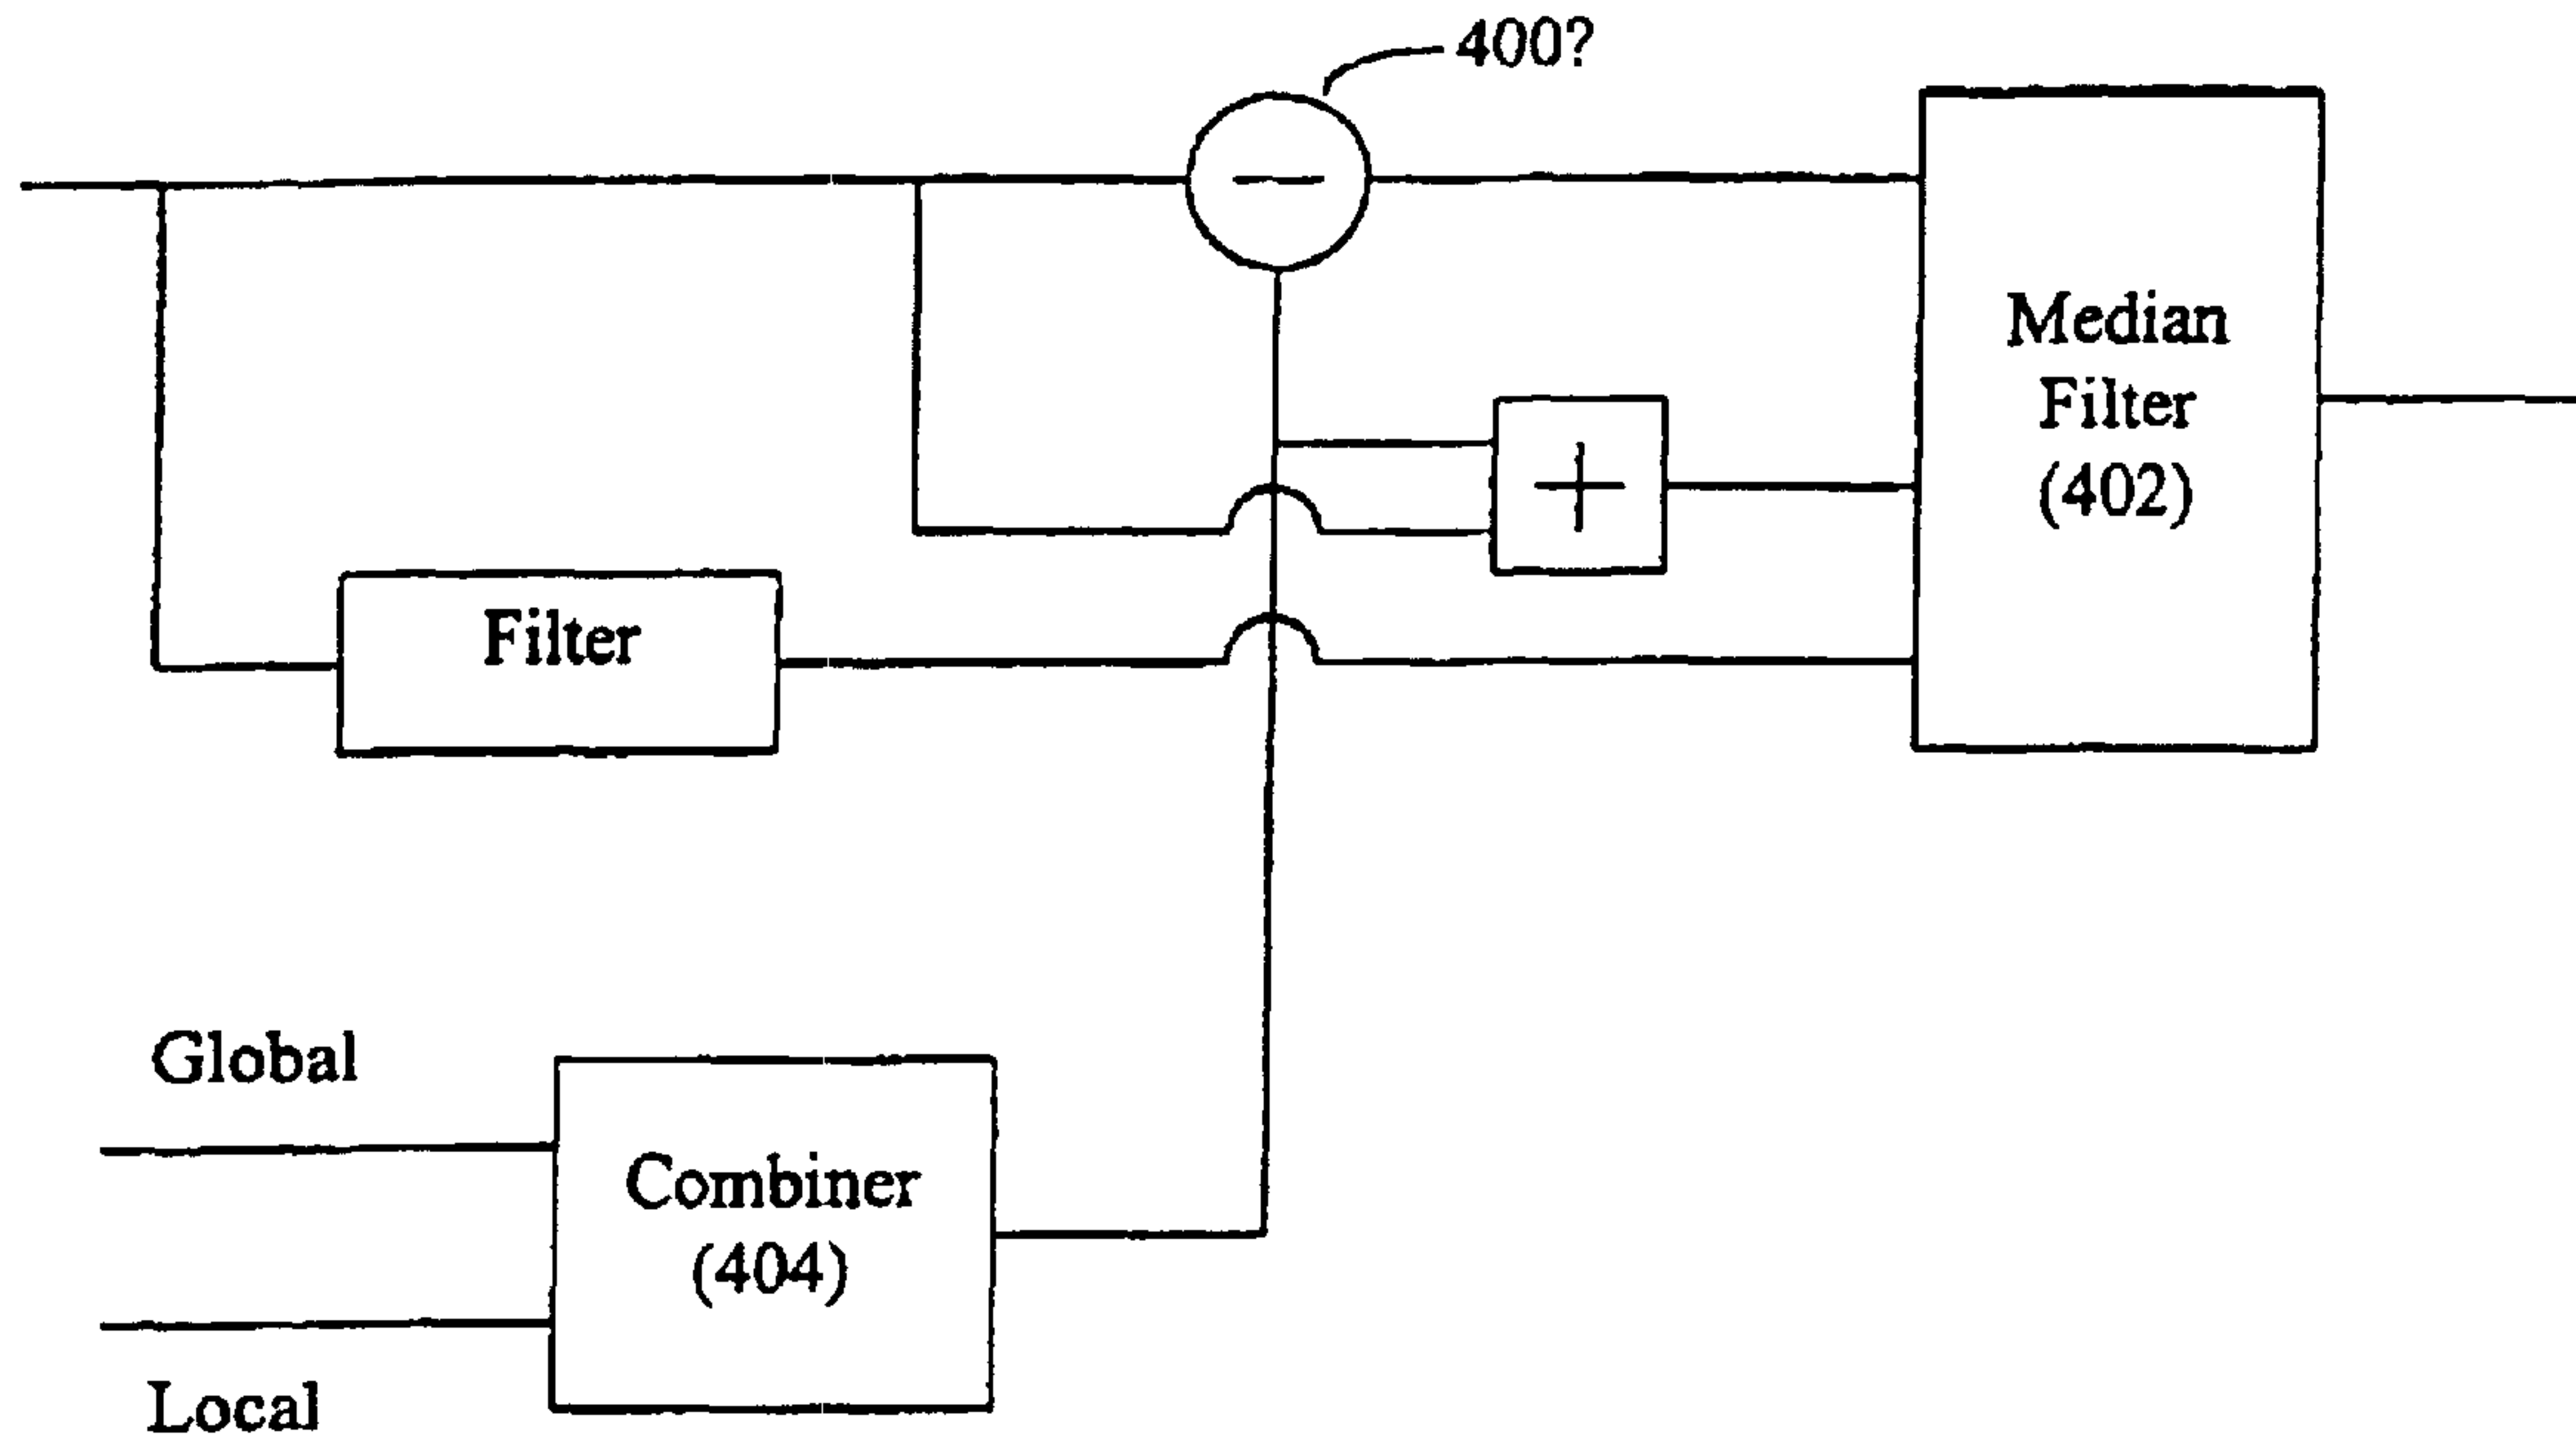 400?
Median
Filter
(402)
Filter
Global
Combiner
(404)
Local